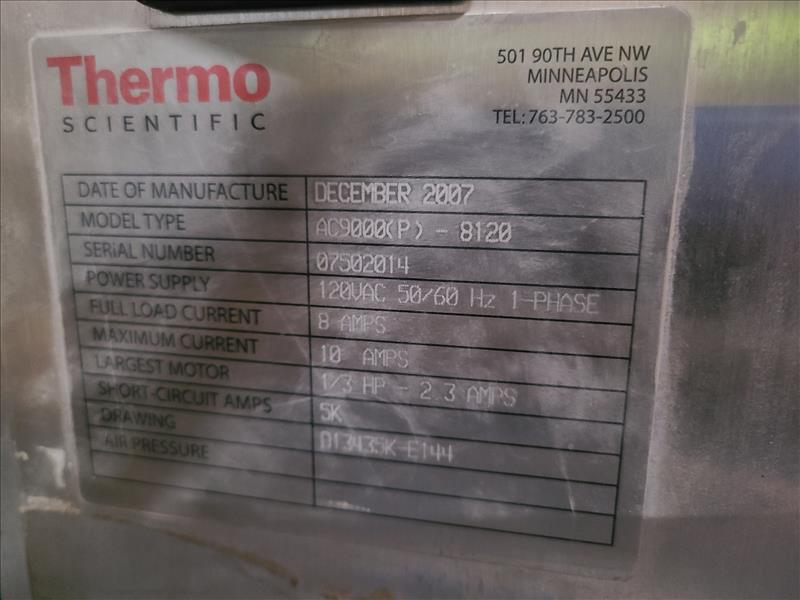 Thermo
SCIENTIFIC
501 90TH AVE NW
MINNEAPOLIS
MN 55433
TEL: 763-783-2500
DATE OF MANUFACTURE DECEMBER 2007
MODEL TYPE AC9000(P) - 8120
SERIAL NUMBER 07502014
POWER SUPPLY 120VAC 50/60 Hz 1-PHASE
FULL LOAD CURRENT 8 AMPS
MAXIMUM CURRENT 10 AMPS
LARGEST MOTOR 1/3 HP - 2.3 AMPS
SHORT-CIRCUIT AMPS 5K
DRAWING D13435K-E144
AIR PRESSURE